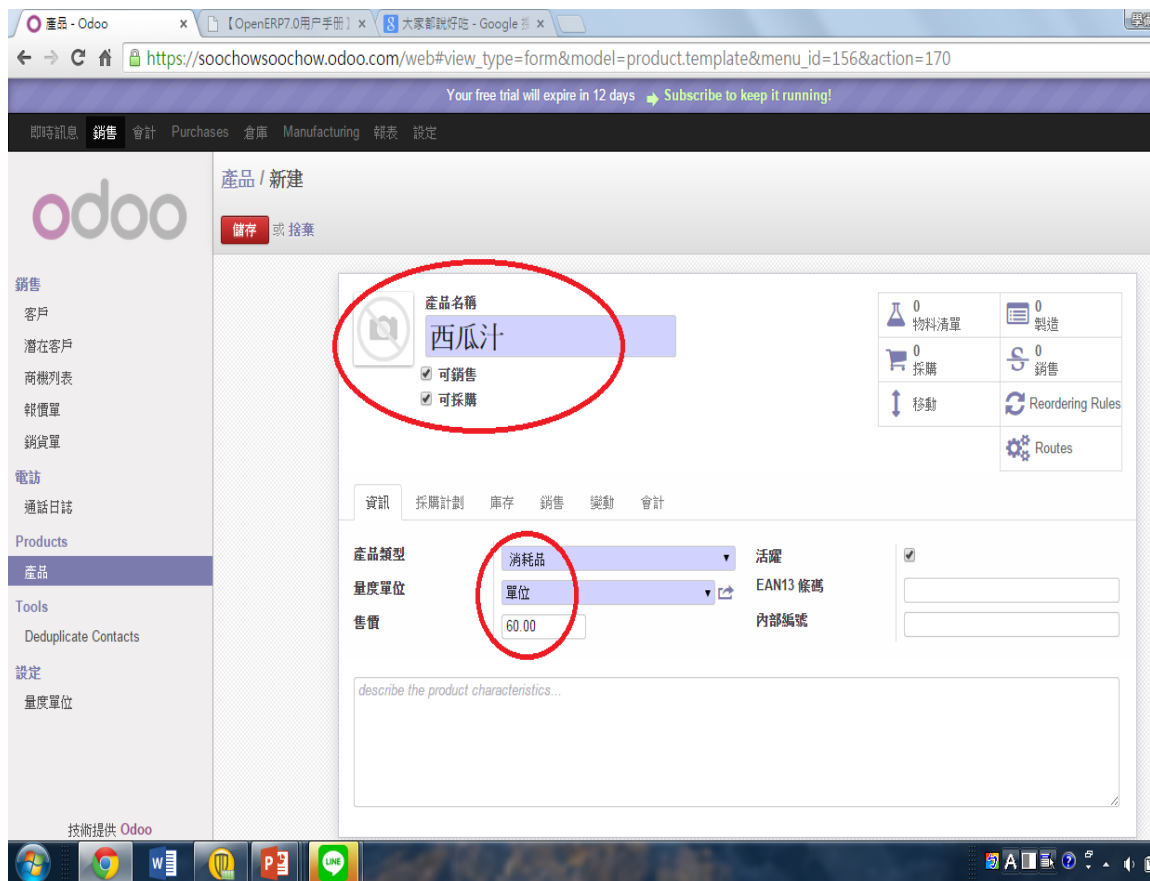 產品 - Odoo
【OpenERP7.0用戶手册】
大家都說好吃 - Google
https://soochowsoochow.odoo.com/web#view_type=form&model=product.template&menu_id=156&action=170
Your free trial will expire in 12 days Subscribe to keep it running!
即時訊息 銷售 會計 Purchases 倉庫 Manufacturing 報表 設定
odoo
產品 / 新建
儲存 或 捨棄
銷售
客戶
潛在客戶
商機列表
報價單
銷貨單
電訪
通話日誌
Products
產品
Tools
Deduplicate Contacts
設定
量度單位
技術提供 Odoo
產品名稱
西瓜汁
可銷售
可採購
0 物料清單
0 製造
0 採購
0 銷售
移動
Reordering Rules
Routes
資訊 採購計劃 庫存 銷售 變動 會計
產品類型 消耗品
活躍
量度單位 單位
EAN13 條碼
售價 60.00
內部編號
describe the product characteristics...